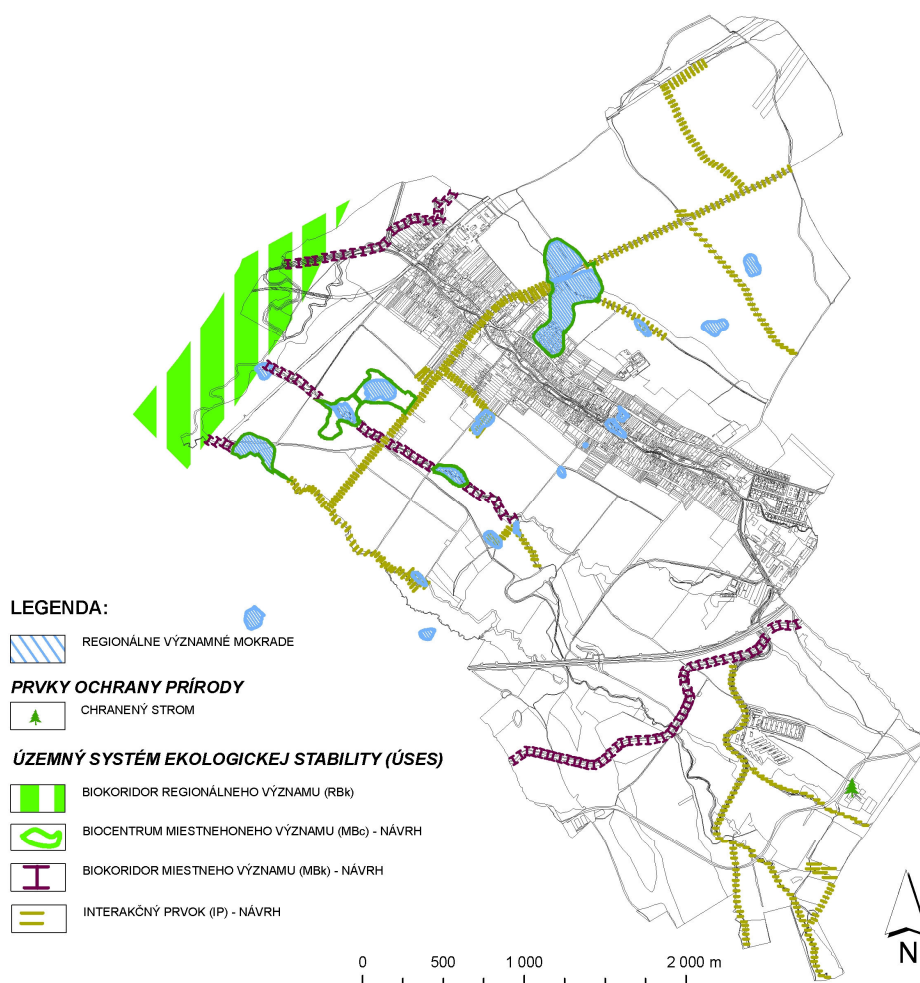 LEGENDA:
REGIONÁLNE VÝZNAMNÉ MOKRADE
PRVKY OCHRANY PRÍRODY
CHRANENÝ STROM
ÚZEMNÝ SYSTÉM EKOLOGICKEJ STABILITY (ÚSES)
BIOKORIDOR REGIONÁLNEHO VÝZNAMU (RBk)
BIOCENTRUM MIESTNEHONEHO VÝZNAMU (MBc) - NÁVRH
BIOKORIDOR MIESTNEHO VÝZNAMU (MBk) - NÁVRH
INTERAKČNÝ PRVOK (IP) - NÁVRH
N
0 500 1 000 2 000 m